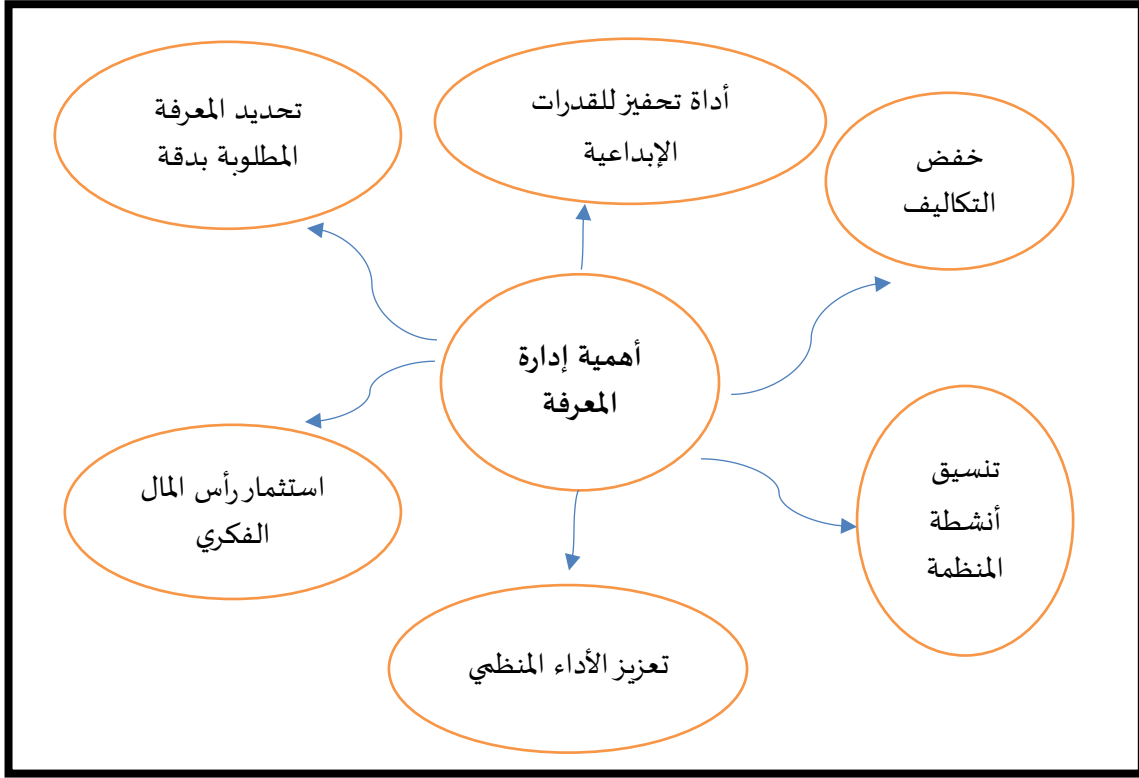 أداة تحفيز للقدرات
الإبداعية
خفض
التكاليف
تحديد المعرفة
المطلوبة بدقة
أهمية إدارة
المعرفة
تنسيق
أنشطة
المنظمة
استثمار رأس المال
الفكري
تعزيز الأداء المنظمي